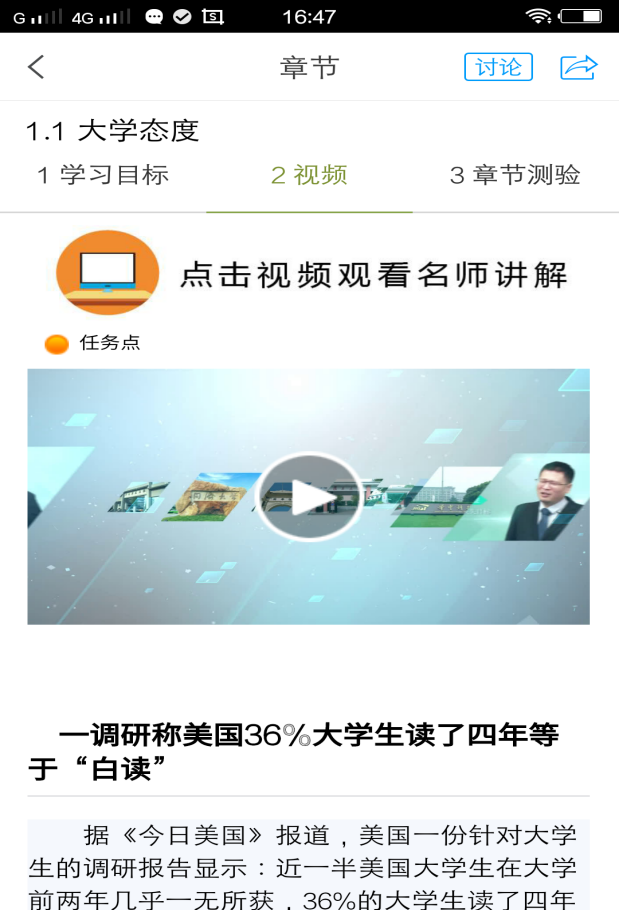 G 4G 16:47
章节 讨论
1.1 大学态度
1 学习目标 2 视频 3 章节测验
点击视频观看名师讲解
任务点
同济大学
一调研称美国36%大学生读了四年等
于“白读”
据《今日美国》报道，美国一份针对大学
生的调研报告显示：近一半美国大学生在大学
前两年几乎一无所获，36%的大学生读了四年